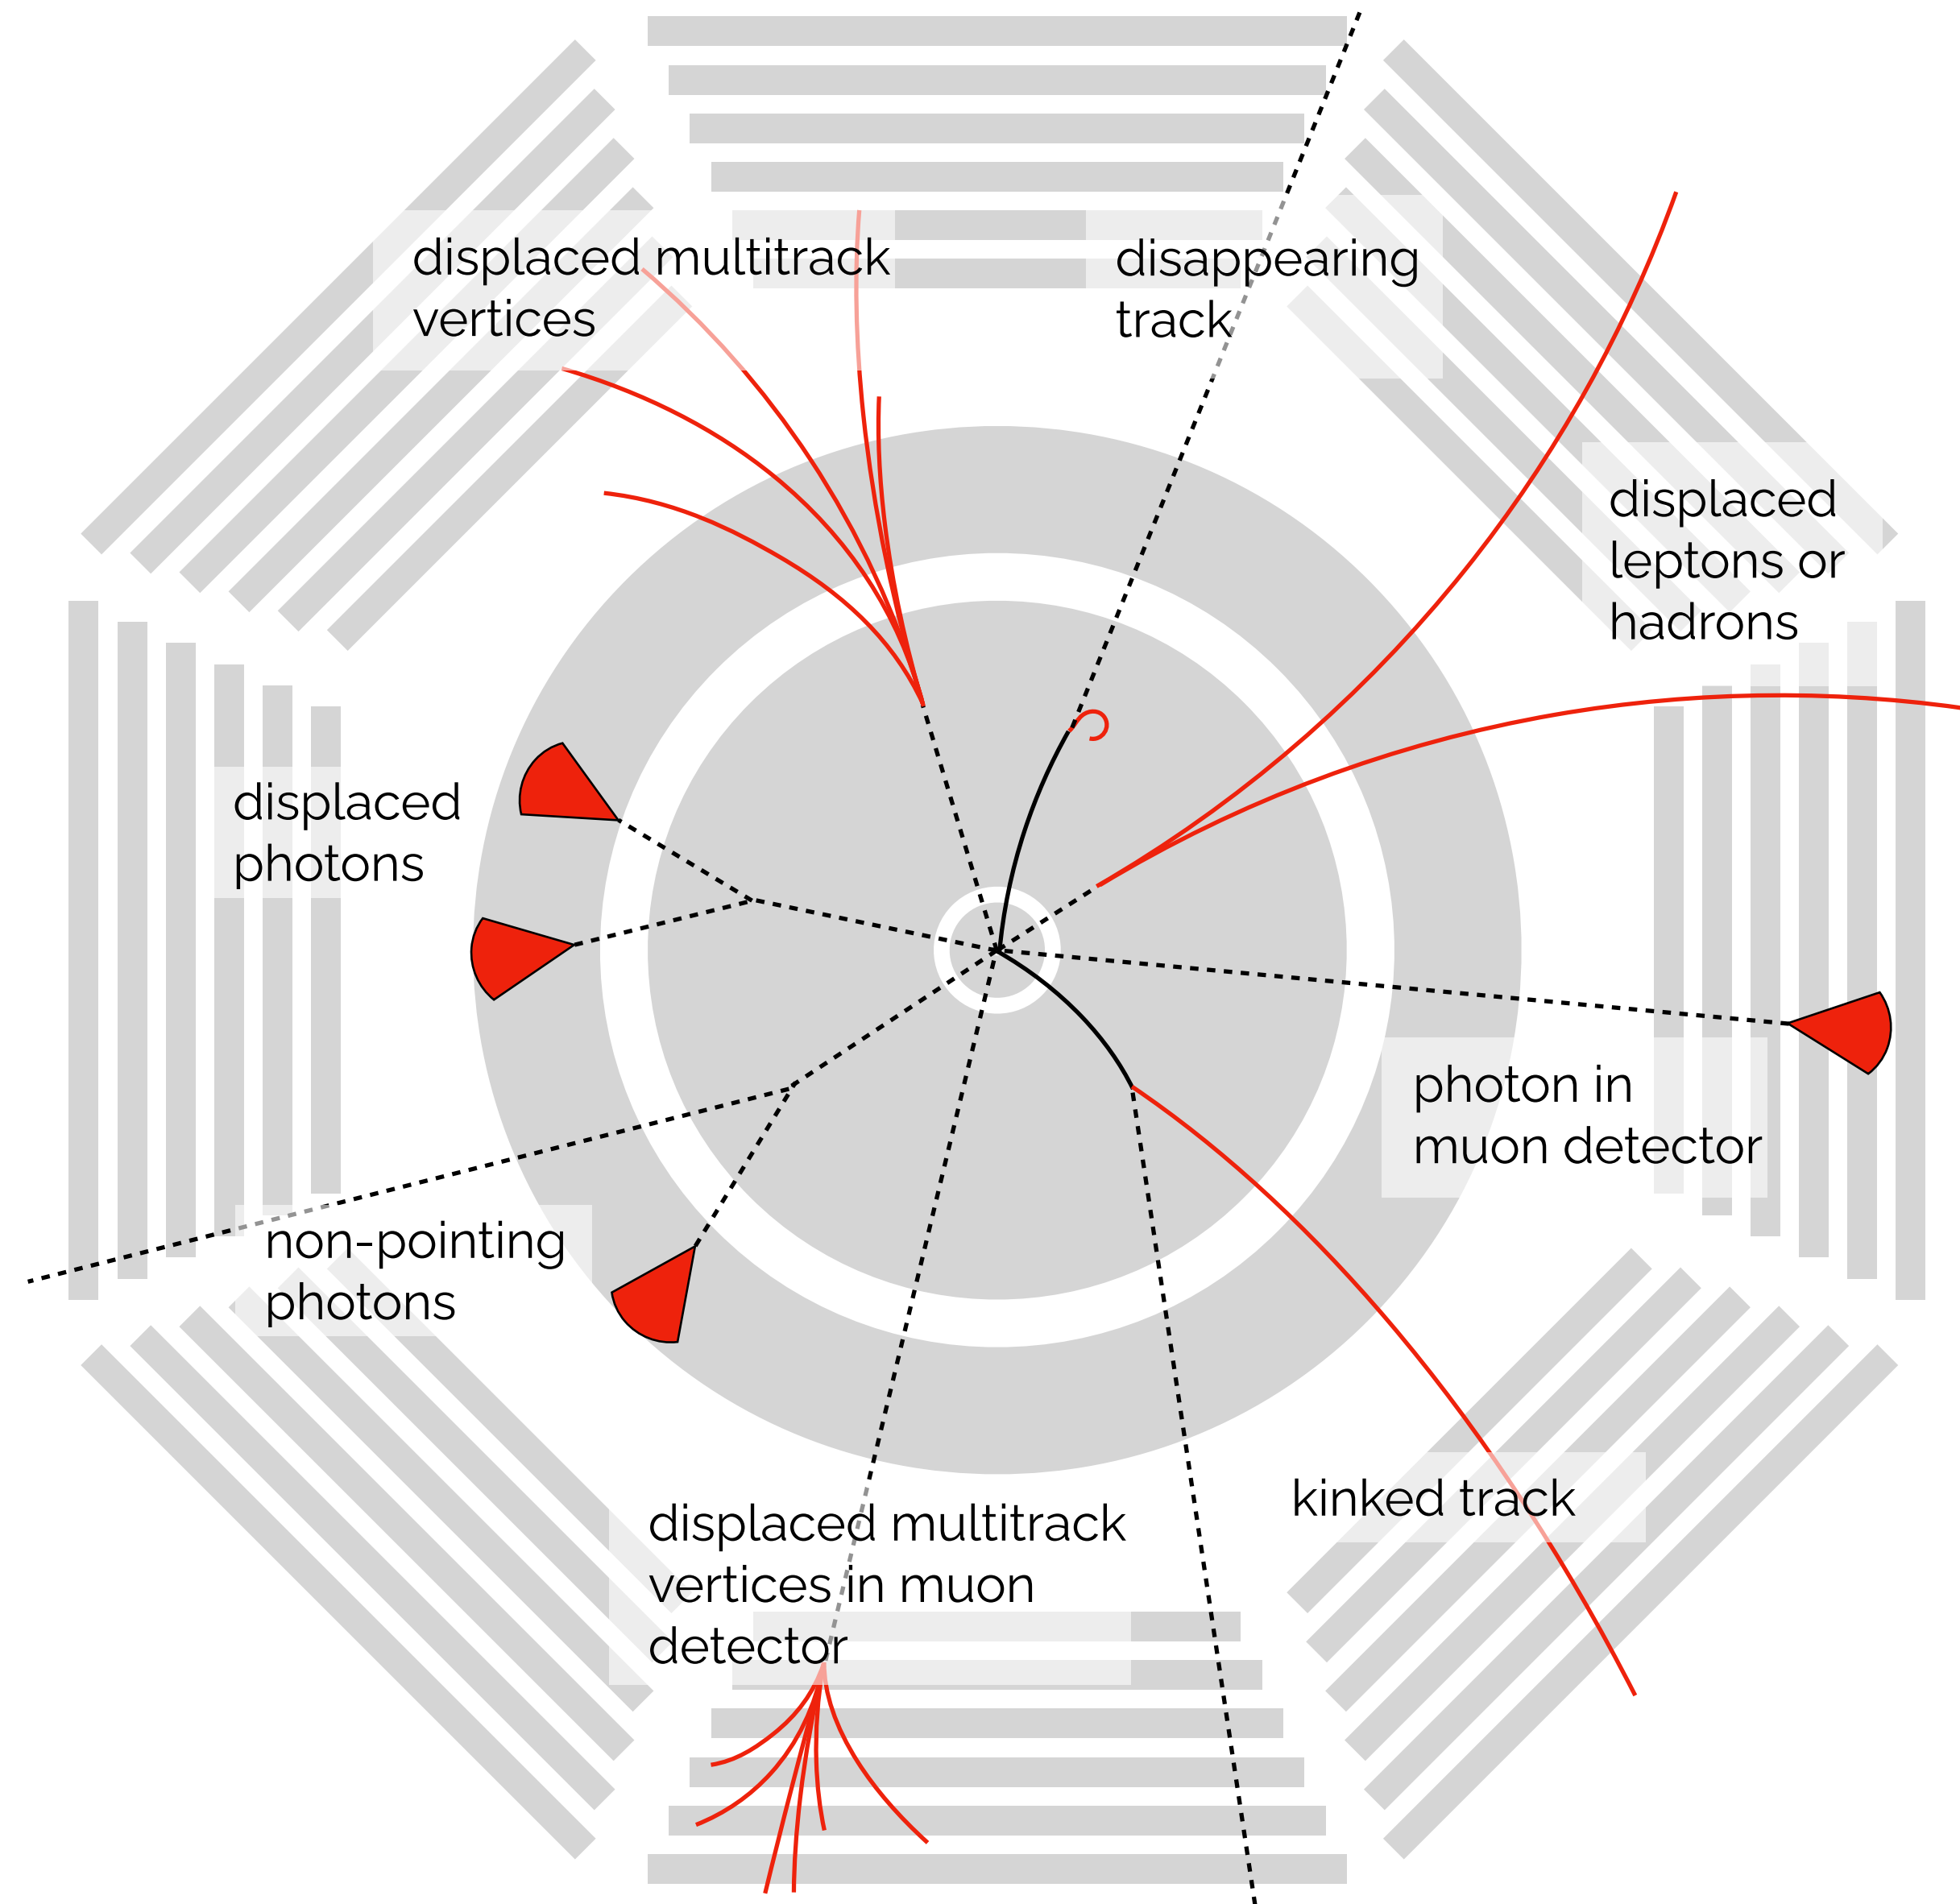 displaced multitrack
vertices
disappearing
track
displaced
leptons or
hadrons
displaced
photons
photon in
muon detector
non-pointing
photons
kinked track
displaced multitrack
vertices in muon
detector